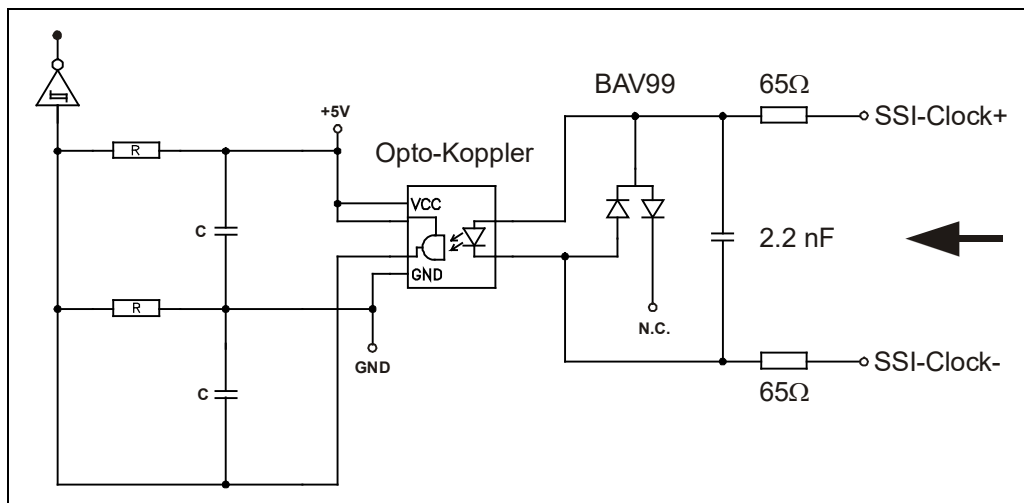 BAV99
65Ω
SSI-Clock+
+5V
Opto-Koppler
R
VCC
C
2.2 nF
GND
R
N.C.
GND
SSI-Clock-
C
65Ω